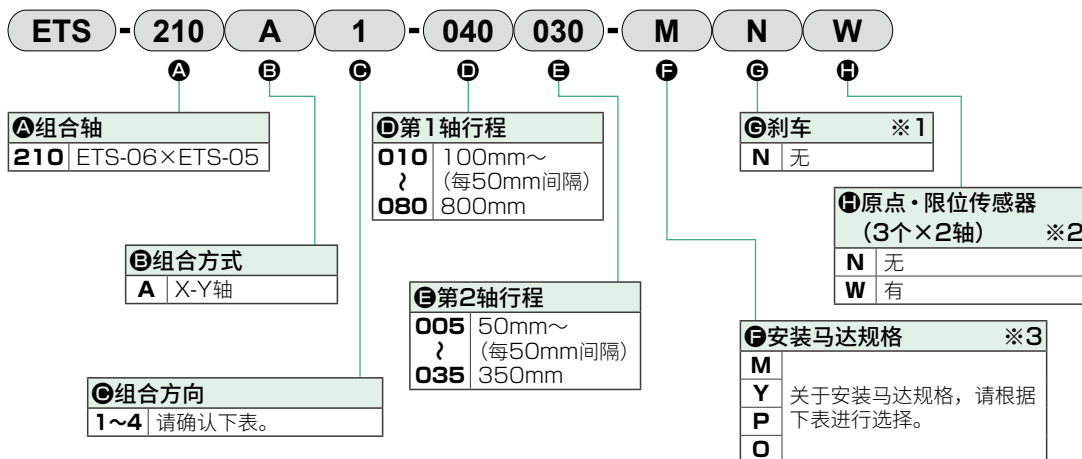 ETS-210A1-040030-MNW
A B C D E F G H
A组合轴
210 ETS-06×ETS-05
B组合方式
A X-Y轴
C组合方向
1~4 请确认下表。
D第1轴行程
010 100mm～
≀ （每50mm间隔）
080 800mm
E第2轴行程
005 50mm～
≀ （每50mm间隔）
035 350mm
G刹车 ※1
N 无
H原点・限位传感器
（3个×2轴） ※2
N 无
W 有
F安装马达规格 ※3
M
Y
P
O
关于安装马达规格，请根据
下表进行选择。